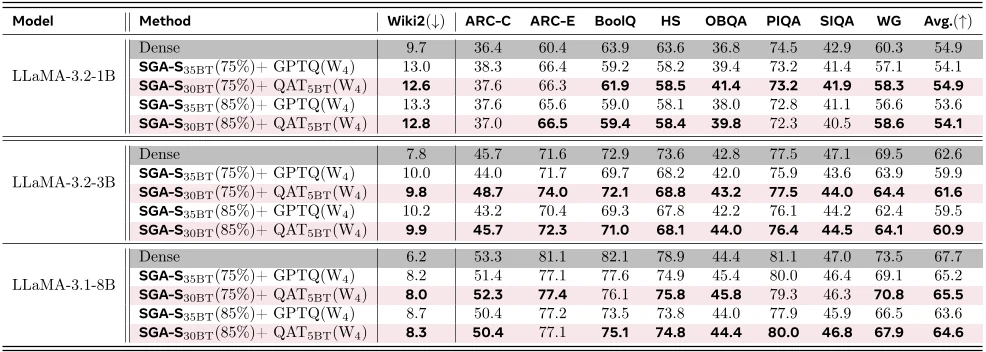 Model Method Wiki2(↓) ARC-C ARC-E BoolQ HS OBQA PIQA SIQA WG Avg.(↑)
LLaMA-3.2-1B
Dense 9.7 36.4 60.4 63.9 63.6 36.8 74.5 42.9 60.3 54.9
SGA-S35BT(75%)+ GPTQ(W4) 13.0 38.3 66.4 59.2 58.2 39.4 73.2 41.4 57.1 54.1
SGA-S30BT(75%)+ QAT5BT(W4) 12.6 37.6 66.3 61.9 58.5 41.4 73.2 41.9 58.3 54.9
SGA-S35BT(85%)+ GPTQ(W4) 13.3 37.6 65.6 59.0 58.1 38.0 72.8 41.1 56.6 53.6
SGA-S30BT(85%)+ QAT5BT(W4) 12.8 37.0 66.5 59.4 58.4 39.8 72.3 40.5 58.6 54.1
LLaMA-3.2-3B
Dense 7.8 45.7 71.6 72.9 73.6 42.8 77.5 47.1 69.5 62.6
SGA-S35BT(75%)+ GPTQ(W4) 10.0 44.0 71.7 69.7 68.2 42.0 75.9 43.6 63.9 59.9
SGA-S30BT(75%)+ QAT5BT(W4) 9.8 48.7 74.0 72.1 68.8 43.2 77.5 44.0 64.4 61.6
SGA-S35BT(85%)+ GPTQ(W4) 10.2 43.2 70.4 69.3 67.8 42.2 76.1 44.2 62.4 59.5
SGA-S30BT(85%)+ QAT5BT(W4) 9.9 45.7 72.3 71.0 68.1 44.0 76.4 44.5 64.1 60.9
LLaMA-3.1-8B
Dense 6.2 53.3 81.1 82.1 78.9 44.4 81.1 47.0 73.5 67.7
SGA-S35BT(75%)+ GPTQ(W4) 8.2 51.4 77.1 77.6 74.9 45.4 80.0 46.4 69.1 65.2
SGA-S30BT(75%)+ QAT5BT(W4) 8.0 52.3 77.4 76.1 75.8 45.8 79.3 46.3 70.8 65.5
SGA-S35BT(85%)+ GPTQ(W4) 8.7 50.4 77.2 73.5 73.8 44.0 77.9 45.9 66.5 63.6
SGA-S30BT(85%)+ QAT5BT(W4) 8.3 50.4 77.1 75.1 74.8 44.4 80.0 46.8 67.9 64.6